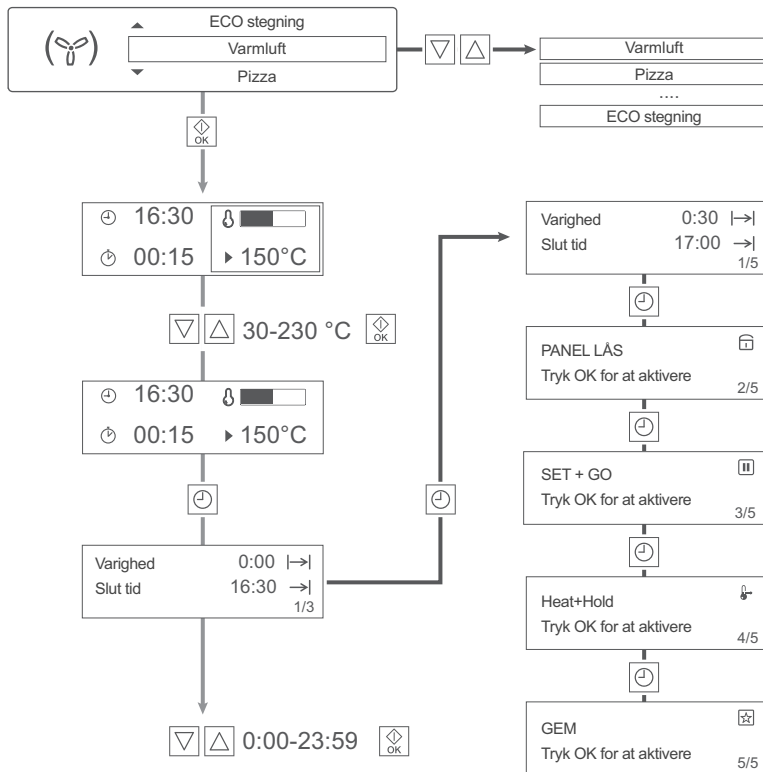 ECO stegning
Varmluft
Pizza
Varmluft
Pizza
....
ECO stegning
OK
16:30
00:15
150°C
30-230 °C
OK
16:30
00:15
150°C
Varighed 0:00
Slut tid 16:30
1/3
0:00-23:59
OK
Varighed 0:30
Slut tid 17:00
1/5
PANEL LÅS
Tryk OK for at aktivere
2/5
SET + GO
Tryk OK for at aktivere
3/5
Heat+Hold
Tryk OK for at aktivere
4/5
GEM
Tryk OK for at aktivere
5/5